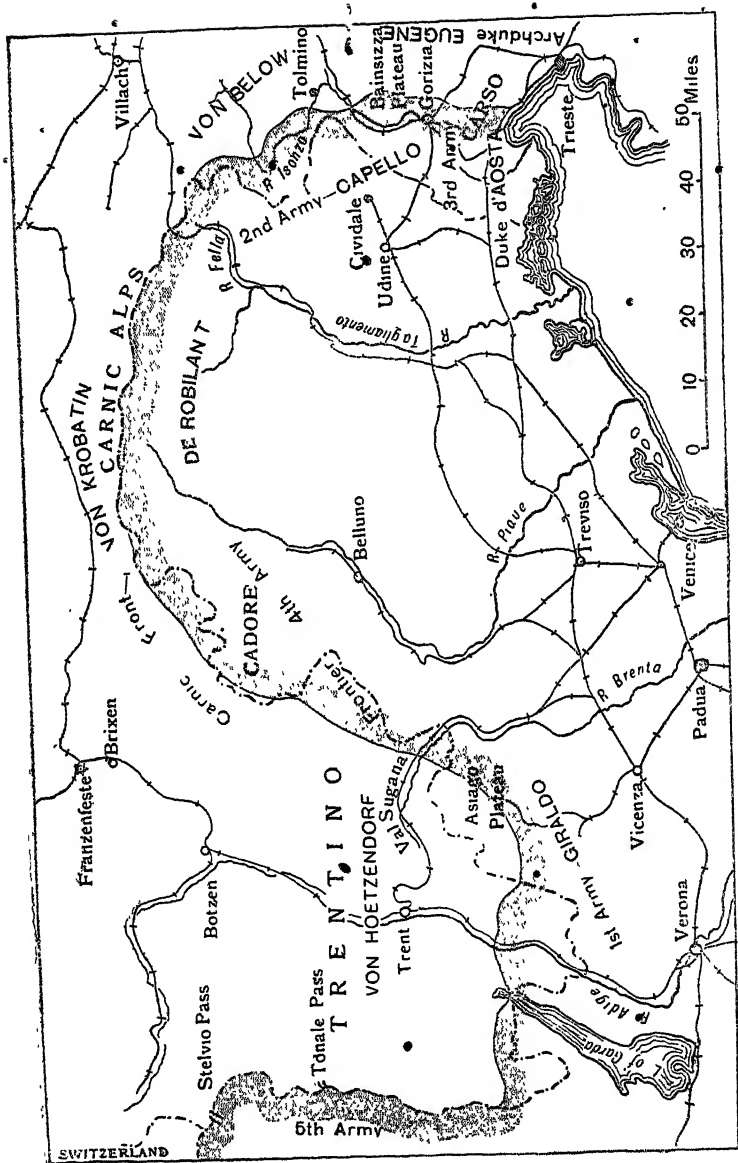 SWITZERLAND
Stelvio Pass
Tonale Pass
5th Army
Franzenfeste
Brixen
Botzen
TRENTINO
VON HOETZENDORF
Trent
Val Sugana
Asiago
Plateau
1st Army—GIRALDO
R Adige
L of Garda
Verona
Vicenza
Padua
R Brenta
Frontier
Carnic
Front—
CADORE
4th Army
Belluno
R. Piave
Treviso
Venice
VON KROBATIN
CARNIC ALPS
DE ROBILANT
R Fella
Tagliamento
R
Villach
VON BELOW
Tolmino
R Isonzo
2nd Army—CAPELLO
Cividale
Udine
Bainsizza
Plateau
Gorizia
3rd Army
CARSO
Duke d'AOSTA
Archduke EUGENE
Trieste
0 10 20 30 40 50 Miles